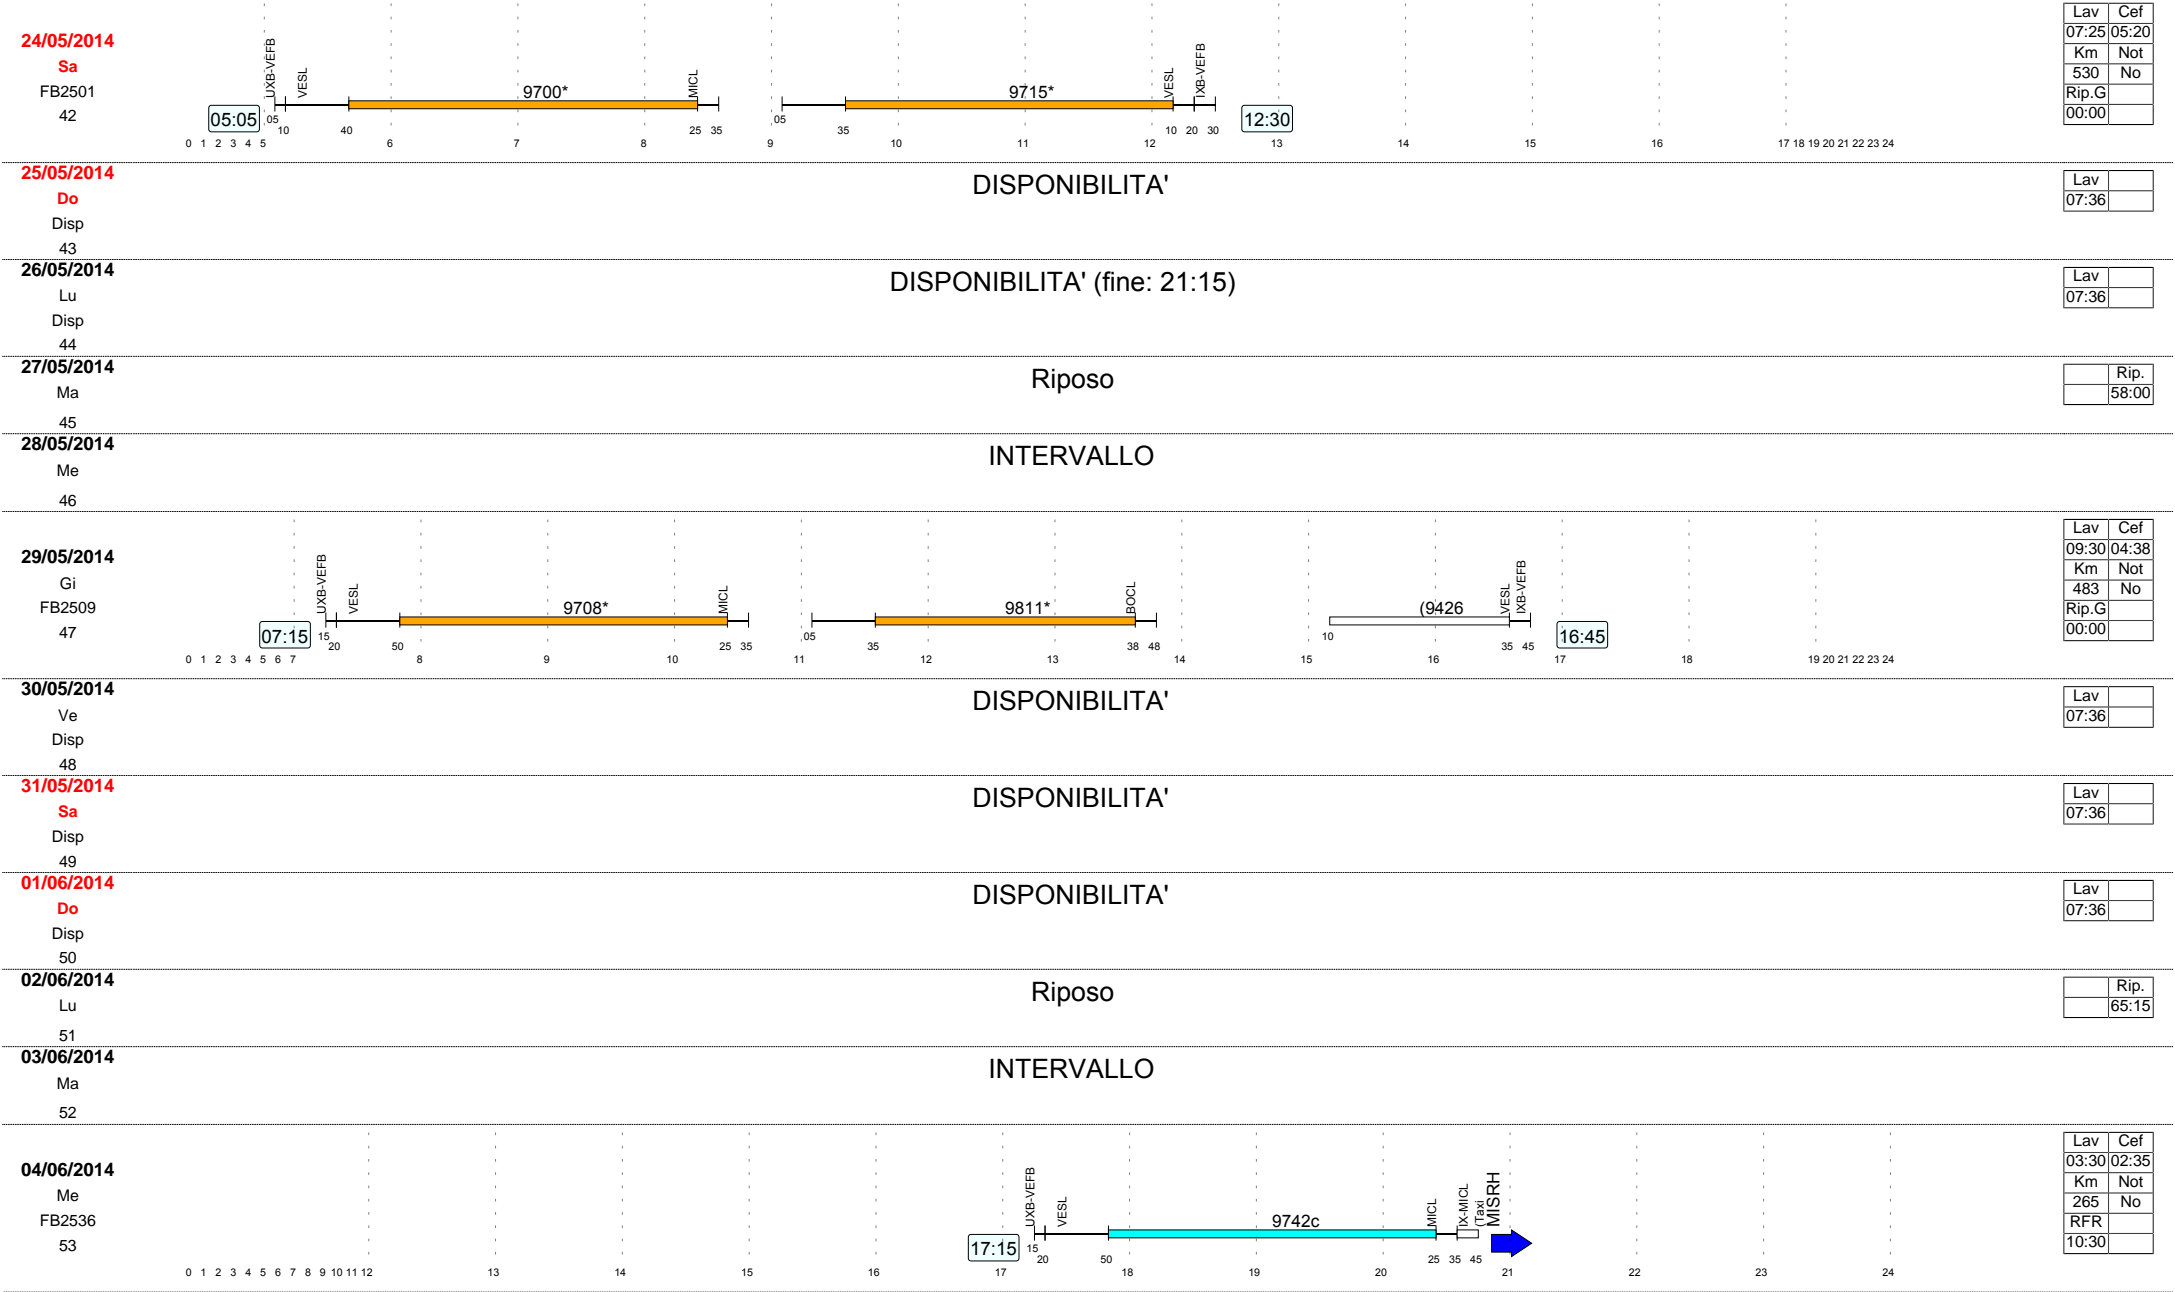 24/05/2014
Sa
FB2501
42
05:05
UXB-VEFB
VESL
9700*
MICL
9715*
VESL
IXB-VEFB
12:30
05 10 40 25 35 05 35 10 20 30
0 1 2 3 4 5 6 7 8 9 10 11 12 13 14 15 16 17 18 19 20 21 22 23 24
Lav Cef
07:25 05:20
Km Not
530 No
Rip.G
00:00
25/05/2014
Do
Disp
43
DISPONIBILITA'
Lav
07:36
26/05/2014
Lu
Disp
44
DISPONIBILITA' (fine: 21:15)
Lav
07:36
27/05/2014
Ma
45
Riposo
Rip.
58:00
28/05/2014
Me
46
INTERVALLO
29/05/2014
Gi
FB2509
47
07:15
UXB-VEFB
VESL
9708*
MICL
9811*
BOCL
(9426
VESL
IXB-VEFB
16:45
15 20 50 25 35 05 35 38 48 10 35 45
0 1 2 3 4 5 6 7 8 9 10 11 12 13 14 15 16 17 18 19 20 21 22 23 24
Lav Cef
09:30 04:38
Km Not
483 No
Rip.G
00:00
30/05/2014
Ve
Disp
48
DISPONIBILITA'
Lav
07:36
31/05/2014
Sa
Disp
49
DISPONIBILITA'
Lav
07:36
01/06/2014
Do
Disp
50
DISPONIBILITA'
Lav
07:36
02/06/2014
Lu
51
Riposo
Rip.
65:15
03/06/2014
Ma
52
INTERVALLO
04/06/2014
Me
FB2536
53
17:15
UXB-VEFB
VESL
9742c
MICL
IX-MICL
(Taxi
MISRH
15 20 50 25 35 45
0 1 2 3 4 5 6 7 8 9 10 11 12 13 14 15 16 17 18 19 20 21 22 23 24
Lav Cef
03:30 02:35
Km Not
265 No
RFR
10:30